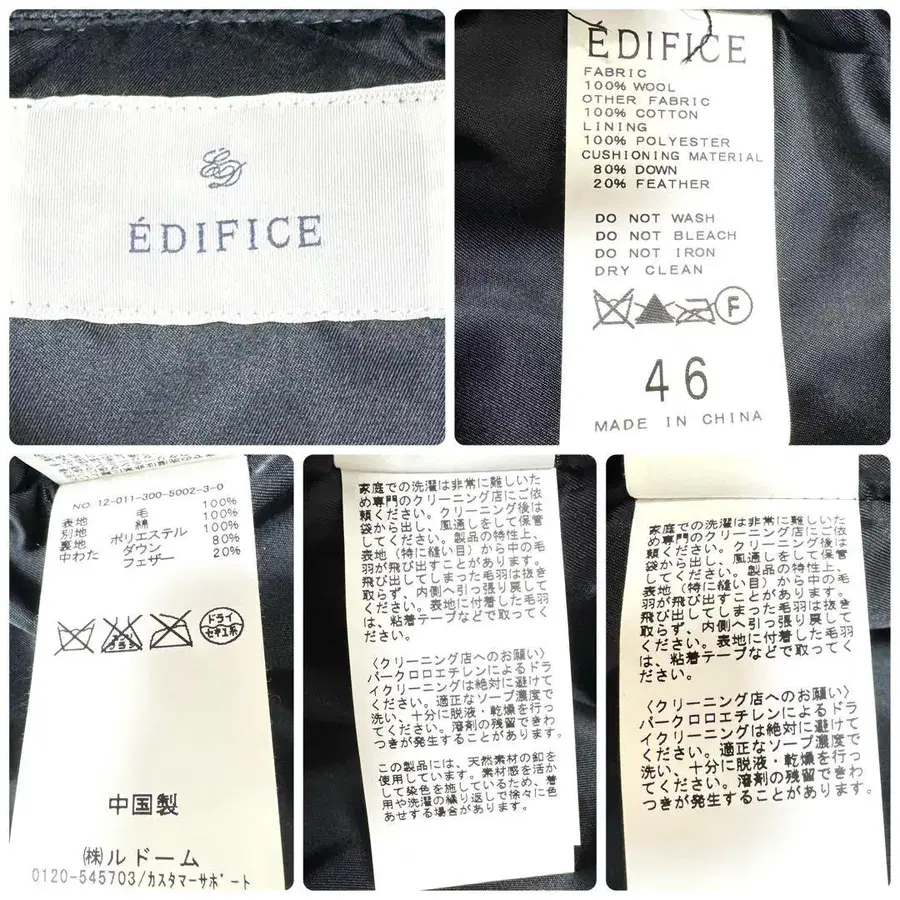 ED
ÉDIFICE
ÉDIFICE
FABRIC
100% WOOL
OTHER FABRIC
100% COTTON
LINING
100% POLYESTER
CUSHIONING MATERIAL
80% DOWN
20% FEATHER
DO NOT WASH
DO NOT BLEACH
DO NOT IRON
DRY CLEAN
F
46
MADE IN CHINA
NO 12-011-300-5002-3-0
表地 毛 100%
別地 綿 100%
裏地 ポリエステル 100%
中わた ダウン 80%
フェザー 20%
エンソ
サラシ
ドライ
セキユ系
中国製
㈱ルドーム
0120-545703/カスタマーサポート
家庭での洗濯は非常に難しいた
め専門のクリーニング店にご依
頼ください。クリーニング後は
袋から出し、風通しをして保管
してください。製品の特性上、
表地(特に縫い目)から中の毛
羽が飛び出すことがあります。
飛び出してしまった毛羽は抜き
取らず、内側へ引っ張り戻して
ください。表地に付着した毛羽
は、粘着テープなどで取ってく
ださい。
〈クリーニング店へのお願い〉
パークロロエチレンによるドラ
イクリーニングは絶対に避けて
ください。適正なソープ濃度で
洗い、十分に脱液・乾燥を行っ
てください。溶剤の残留できわ
つきが発生することがあります。
この製品には、天然素材の釦を
使用しています。素材感を活か
して染色を施しているため、着
用や洗濯の繰り返しで徐々に色
あせする場合があります。
家庭での洗濯は非常に難しいた
め専門のクリーニング店にご依
頼ください。クリーニング後は
袋から出し、風通しをして保管
してください。製品の特性上、
表地(特に縫い目)から中の毛
羽が飛び出すことがあります。
飛び出してしまった毛羽は抜き
取らず、内側へ引っ張り戻して
ください。表地に付着した毛羽
は、粘着テープなどで取ってく
ださい。
〈クリーニング店へのお願い〉
パークロロエチレンによるドラ
イクリーニングは絶対に避けて
ください。適正なソープ濃度で
洗い、十分に脱液・乾燥を行っ
てください。溶剤の残留できわ
つきが発生することがあります。